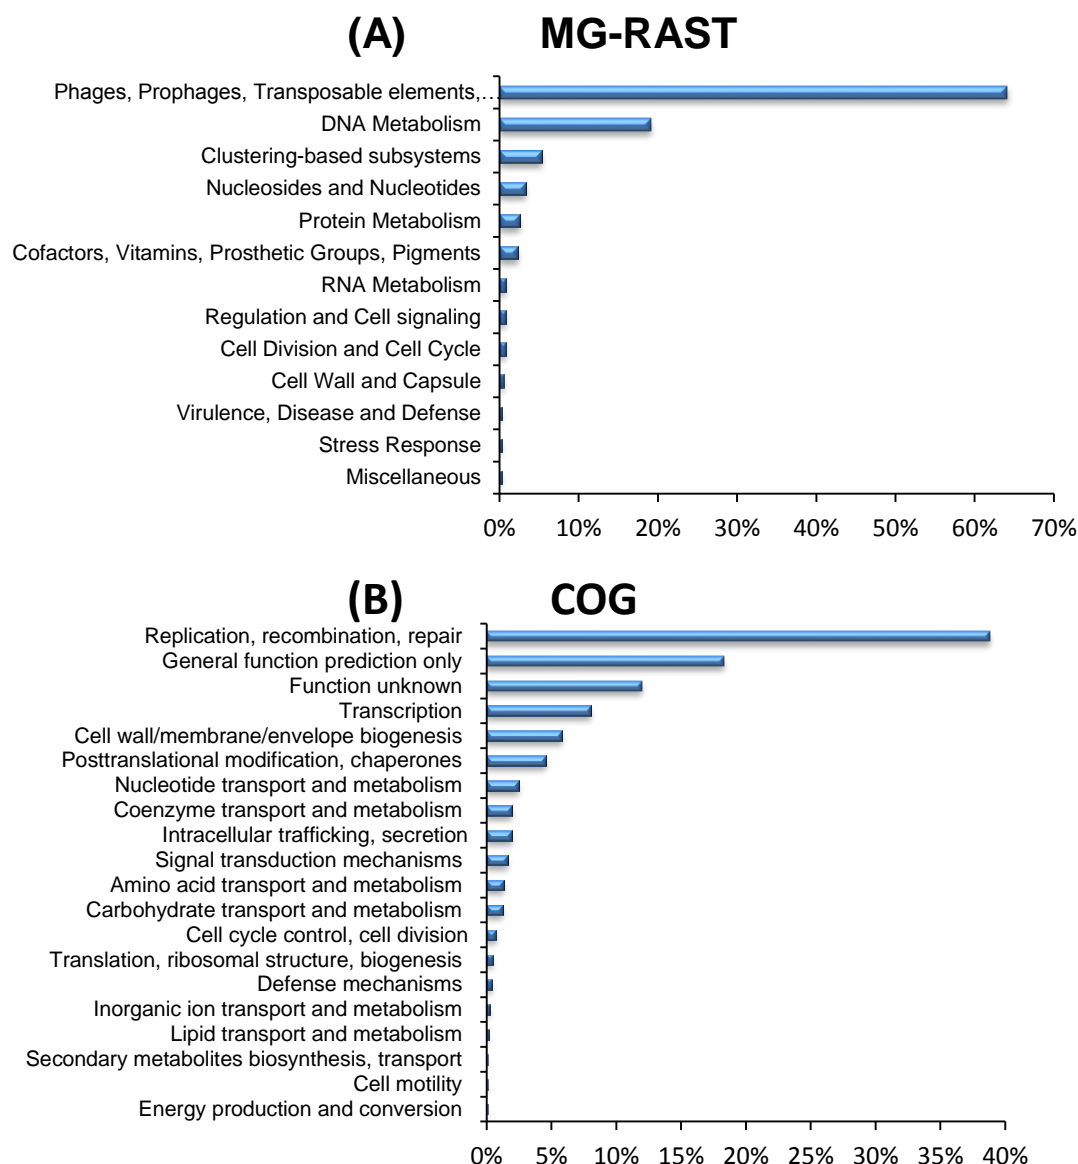 (A) MG-RAST
Phages, Prophages, Transposable elements,…
DNA Metabolism
Clustering-based subsystems
Nucleosides and Nucleotides
Protein Metabolism
Cofactors, Vitamins, Prosthetic Groups, Pigments
RNA Metabolism
Regulation and Cell signaling
Cell Division and Cell Cycle
Cell Wall and Capsule
Virulence, Disease and Defense
Stress Response
Miscellaneous
0% 10% 20% 30% 40% 50% 60% 70%
(B) COG
Replication, recombination, repair
General function prediction only
Function unknown
Transcription
Cell wall/membrane/envelope biogenesis
Posttranslational modification, chaperones
Nucleotide transport and metabolism
Coenzyme transport and metabolism
Intracellular trafficking, secretion
Signal transduction mechanisms
Amino acid transport and metabolism
Carbohydrate transport and metabolism
Cell cycle control, cell division
Translation, ribosomal structure, biogenesis
Defense mechanisms
Inorganic ion transport and metabolism
Lipid transport and metabolism
Secondary metabolites biosynthesis, transport
Cell motility
Energy production and conversion
0% 5% 10% 15% 20% 25% 30% 35% 40%